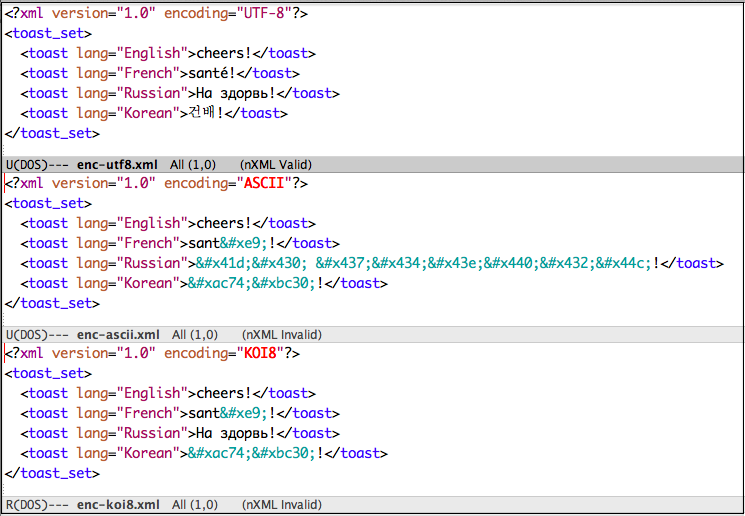 <?xml version="1.0" encoding="UTF-8"?>
<toast_set>
  <toast lang="English">cheers!</toast>
  <toast lang="French">santé!</toast>
  <toast lang="Russian">На здорвь!</toast>
  <toast lang="Korean">건배!</toast>
</toast_set>
U(DOS)--- enc-utf8.xml All (1,0) (nXML Valid)
<?xml version="1.0" encoding="ASCII"?>
<toast_set>
  <toast lang="English">cheers!</toast>
  <toast lang="French">sant&#xe9;!</toast>
  <toast lang="Russian">&#x41d;&#x430; &#x437;&#x434;&#x43e;&#x440;&#x432;&#x44c;!</toast>
  <toast lang="Korean">&#xac74;&#xbc30;!</toast>
</toast_set>
U(DOS)--- enc-ascii.xml All (1,0) (nXML Invalid)
<?xml version="1.0" encoding="KOI8"?>
<toast_set>
  <toast lang="English">cheers!</toast>
  <toast lang="French">sant&#xe9;!</toast>
  <toast lang="Russian">На здорвь!</toast>
  <toast lang="Korean">&#xac74;&#xbc30;!</toast>
</toast_set>
R(DOS)--- enc-koi8.xml All (1,0) (nXML Invalid)